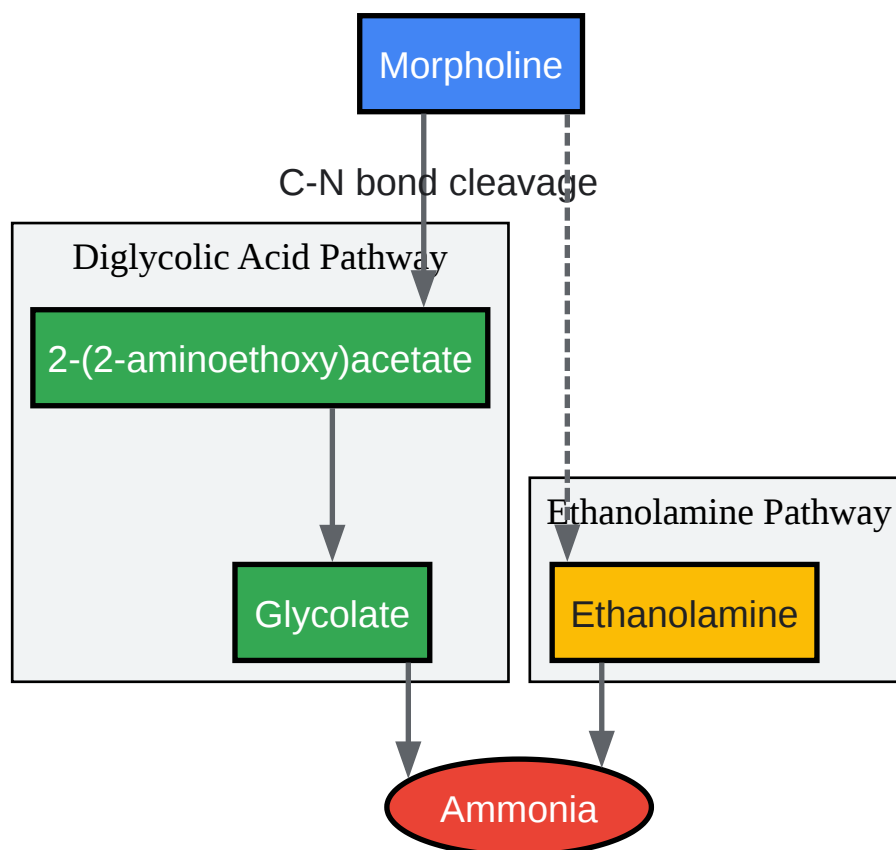 Morpholine
C-N bond cleavage
Diglycolic Acid Pathway
2-(2-aminoethoxy)acetate
Ethanolamine Pathway
Glycolate
Ethanolamine
Ammonia